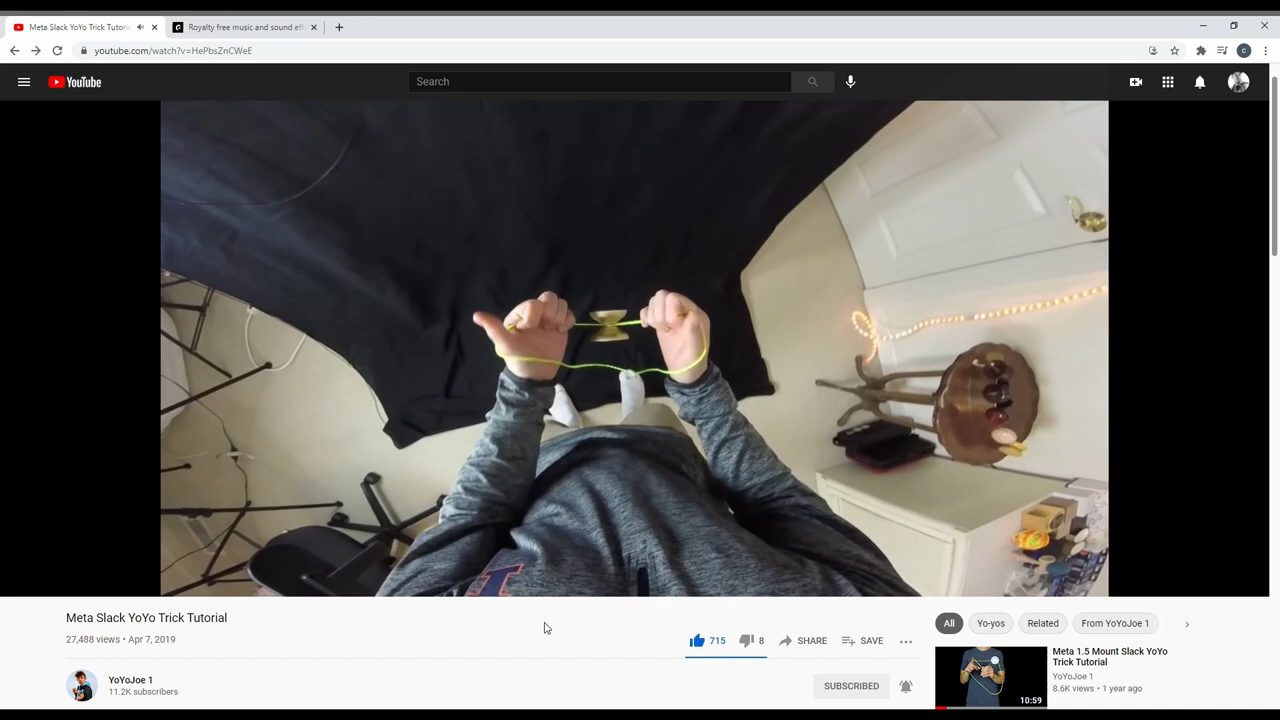 Meta Slack YoYo Trick Tutoria
Royalty free music and sound ef
youtube.com/watch?v=HePbsZnCWeE
YouTube
Search
Meta Slack YoYo Trick Tutorial
27,488 views • Apr 7, 2019
715
8
SHARE
SAVE
YoYoJoe 1
11.2K subscribers
SUBSCRIBED
All
Yo-yos
Related
From YoYoJoe 1
Meta 1.5 Mount Slack YoYo
Trick Tutorial
YoYoJoe 1
8.6K views • 1 year ago
10:59